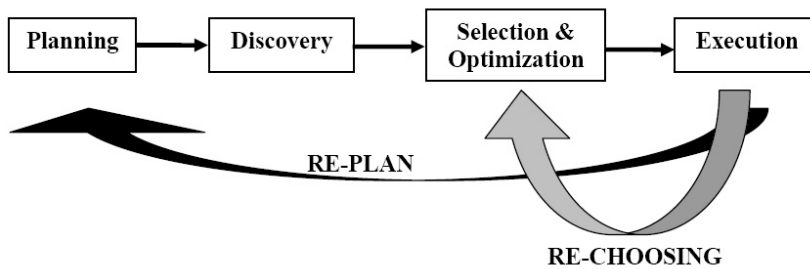 Planning
Discovery
Selection &
Optimization
Execution
RE-PLAN
RE-CHOOSING